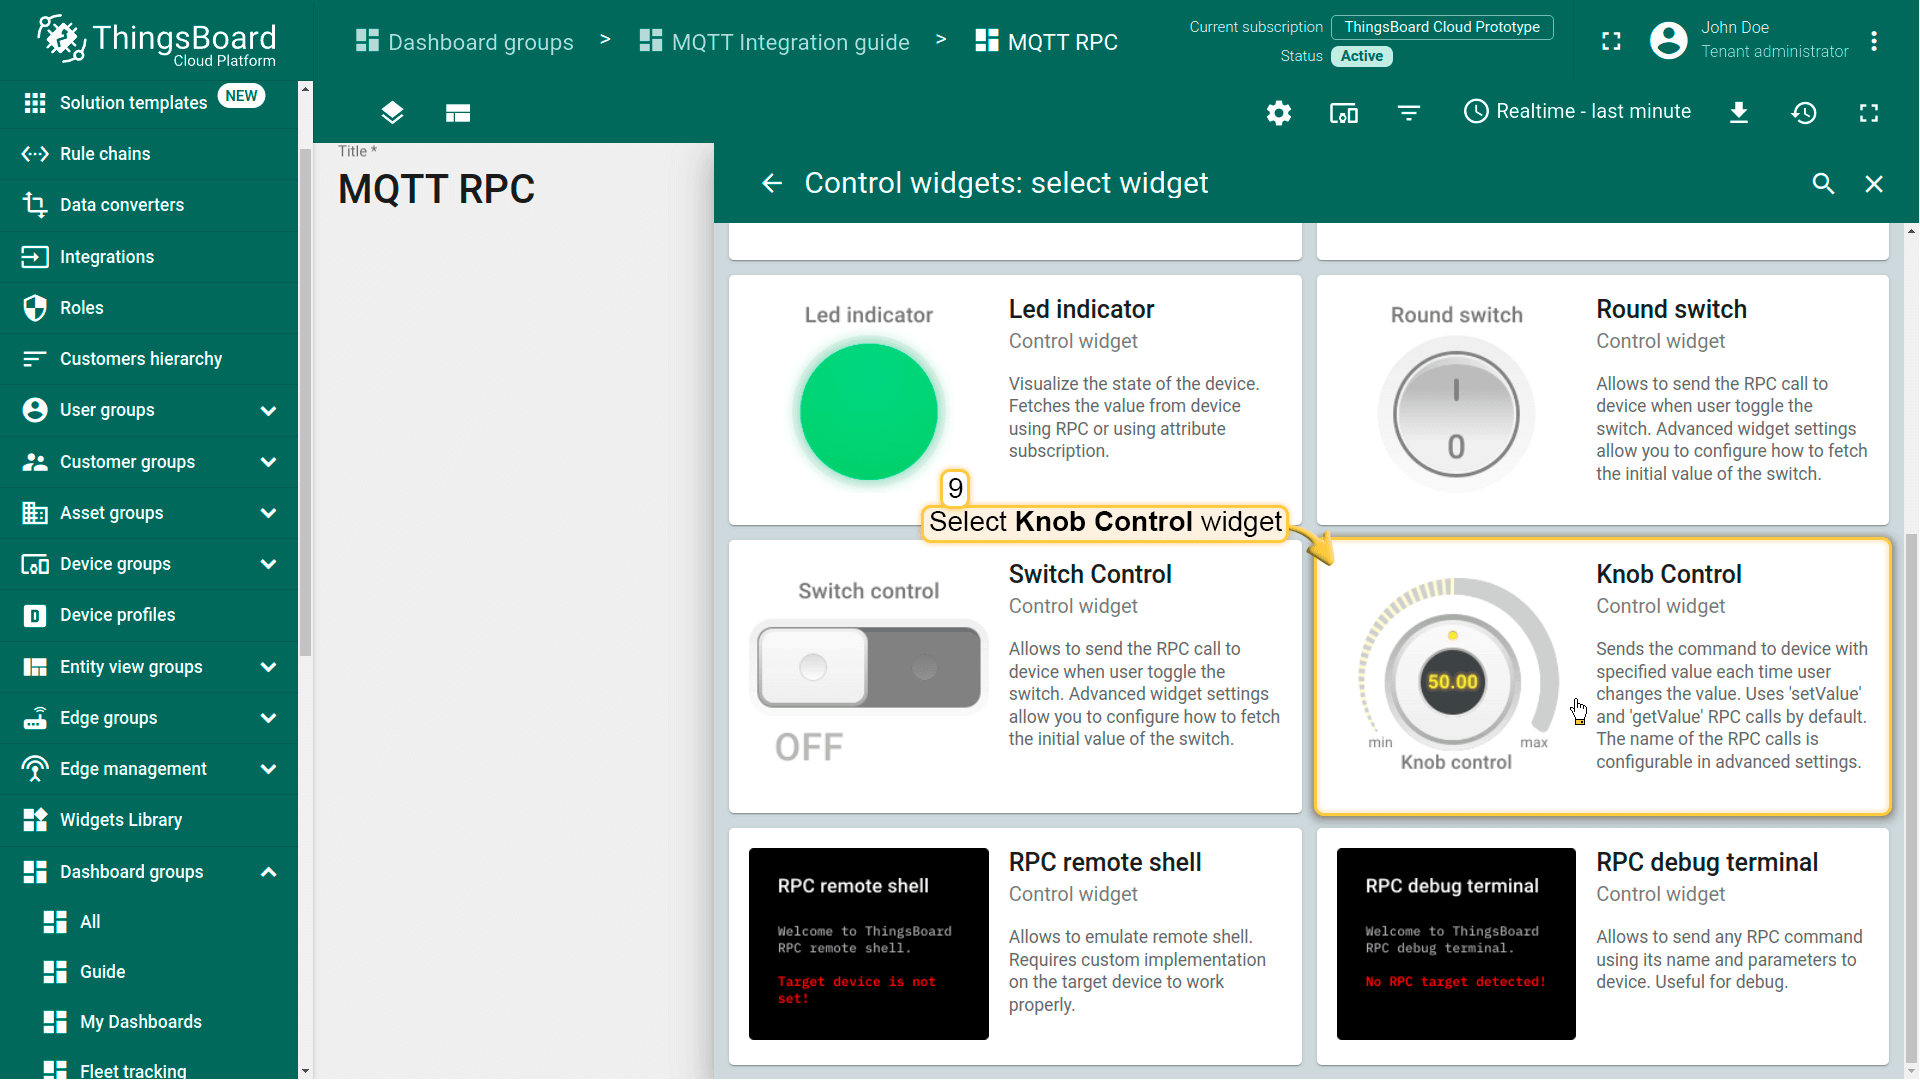 ThingsBoard
Cloud Platform
Dashboard groups > MQTT Integration guide > MQTT RPC
Current subscription ThingsBoard Cloud Prototype
Status Active
John Doe
Tenant administrator
Realtime - last minute
Solution templates NEW
Rule chains
Data converters
Integrations
Roles
Customers hierarchy
User groups
Customer groups
Asset groups
Device groups
D Device profiles
Entity view groups
Edge groups
Edge management
Widgets Library
Dashboard groups
All
Guide
My Dashboards
Fleet tracking
Title *
MQTT RPC
Control widgets: select widget
Led indicator
Led indicator
Control widget
Visualize the state of the device.
Fetches the value from device
using RPC or using attribute
subscription.
Round switch
0
Round switch
Control widget
Allows to send the RPC call to
device when user toggle the
switch. Advanced widget settings
allow you to configure how to fetch
the initial value of the switch.
9
Select Knob Control widget
Switch control
OFF
Switch Control
Control widget
Allows to send the RPC call to
device when user toggle the
switch. Advanced widget settings
allow you to configure how to fetch
the initial value of the switch.
50.00
min max
Knob control
Knob Control
Control widget
Sends the command to device with
specified value each time user
changes the value. Uses 'setValue'
and 'getValue' RPC calls by default.
The name of the RPC calls is
configurable in advanced settings.
RPC remote shell
Welcome to ThingsBoard
RPC remote shell.
Target device is not
set!
RPC remote shell
Control widget
Allows to emulate remote shell.
Requires custom implementation
on the target device to work
properly.
RPC debug terminal
Welcome to ThingsBoard
RPC debug terminal.
No RPC target detected!
RPC debug terminal
Control widget
Allows to send any RPC command
using its name and parameters to
device. Useful for debug.